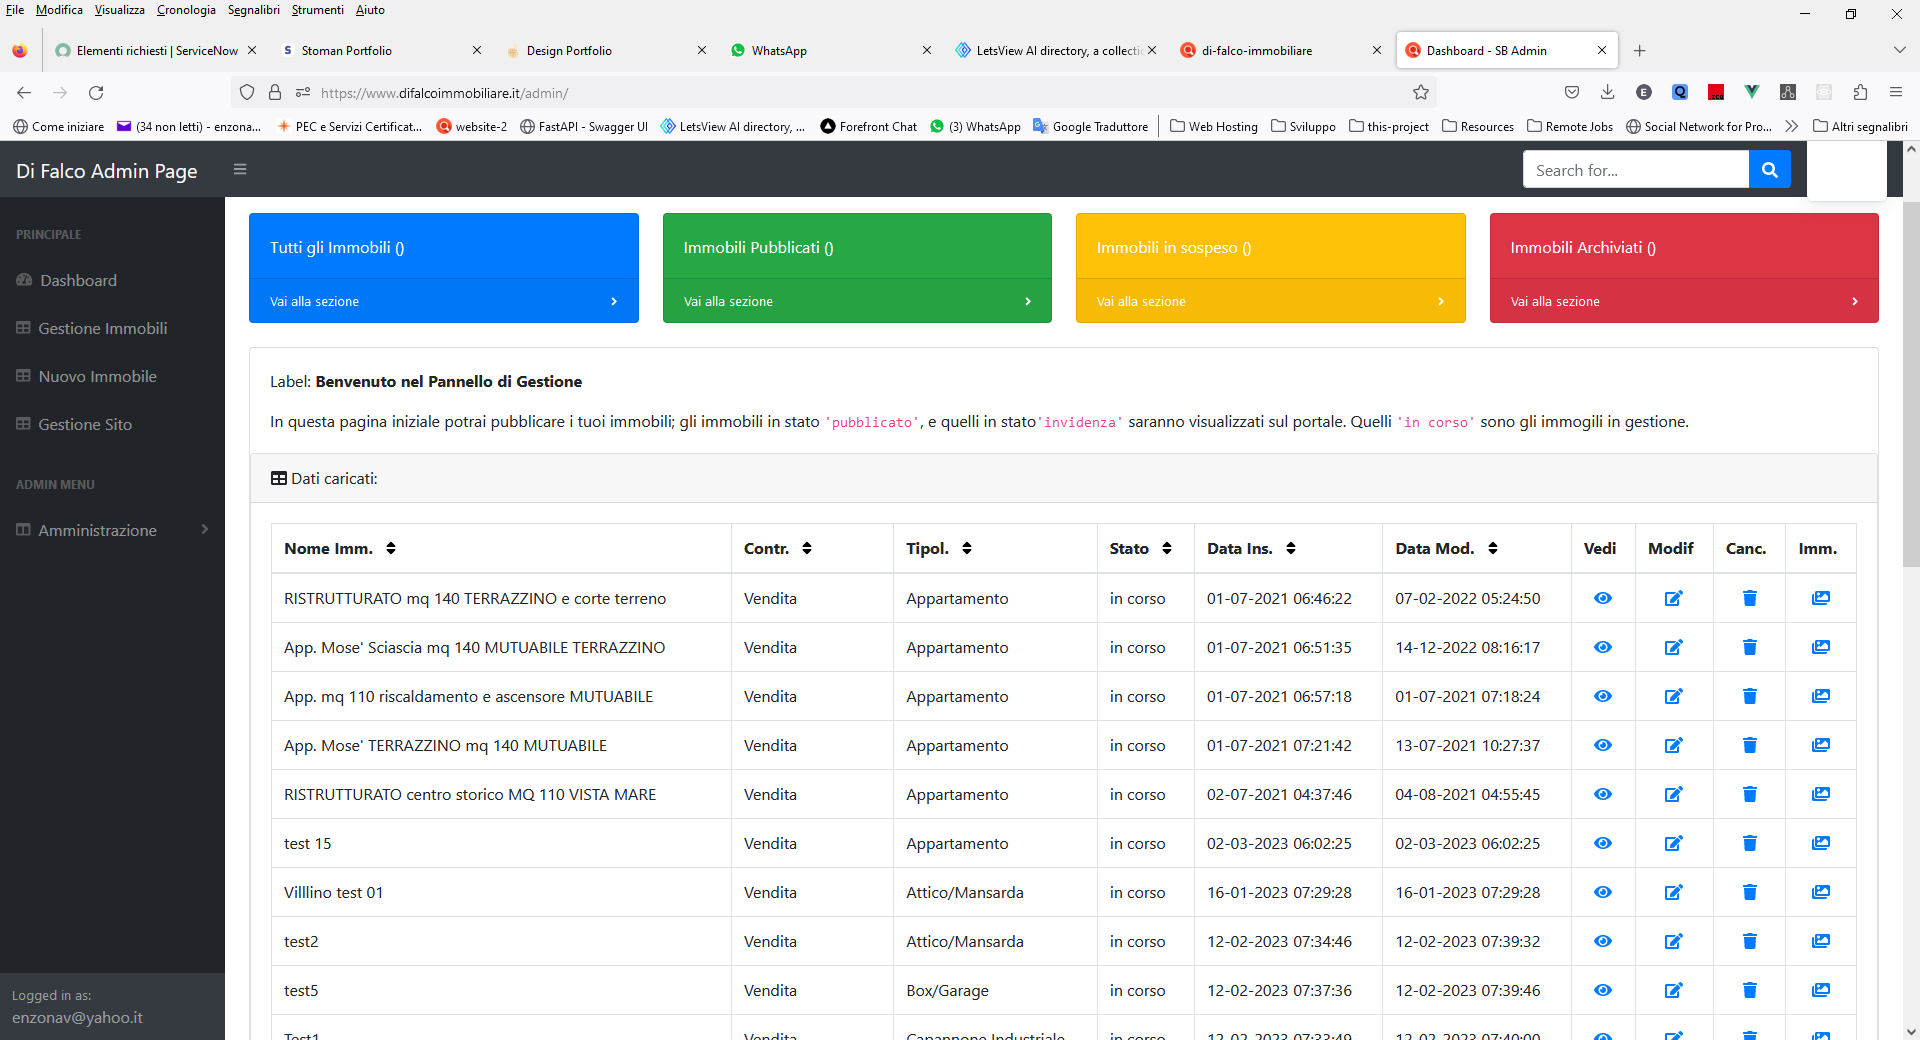 File Modifica Visualizza Cronologia Segnalibri Strumenti Aiuto
Elementi richiesti | ServiceNow Stoman Portfolio Design Portfolio WhatsApp LetsView AI directory, a collecti di-falco-immobiliare Dashboard - SB Admin
https://www.difalcoimmobiliare.it/admin/
Come iniziare (34 non letti) - enzona... PEC e Servizi Certificat... website-2 FastAPI - Swagger UI LetsView AI directory, ... Forefront Chat (3) WhatsApp Google Traduttore Web Hosting Sviluppo this-project Resources Remote Jobs Social Network for Pro... Altri segnalibri
Di Falco Admin Page Search for...
PRINCIPALE
Dashboard
Gestione Immobili
Nuovo Immobile
Gestione Sito
ADMIN MENU
Amministrazione
Logged in as:
enzonav@yahoo.it
Tutti gli Immobili () Immobili Pubblicati () Immobili in sospeso () Immobili Archiviati ()
Vai alla sezione Vai alla sezione Vai alla sezione Vai alla sezione
Label: Benvenuto nel Pannello di Gestione
In questa pagina iniziale potrai pubblicare i tuoi immobili; gli immobili in stato 'pubblicato', e quelli in stato'invidenza' saranno visualizzati sul portale. Quelli 'in corso' sono gli immogili in gestione.
Dati caricati:
Nome Imm. Contr. Tipol. Stato Data Ins. Data Mod. Vedi Modif Canc. Imm.
RISTRUTTURATO mq 140 TERRAZZINO e corte terreno Vendita Appartamento in corso 01-07-2021 06:46:22 07-02-2022 05:24:50
App. Mose' Sciascia mq 140 MUTUABILE TERRAZZINO Vendita Appartamento in corso 01-07-2021 06:51:35 14-12-2022 08:16:17
App. mq 110 riscaldamento e ascensore MUTUABILE Vendita Appartamento in corso 01-07-2021 06:57:18 01-07-2021 07:18:24
App. Mose' TERRAZZINO mq 140 MUTUABILE Vendita Appartamento in corso 01-07-2021 07:21:42 13-07-2021 10:27:37
RISTRUTTURATO centro storico MQ 110 VISTA MARE Vendita Appartamento in corso 02-07-2021 04:37:46 04-08-2021 04:55:45
test 15 Vendita Appartamento in corso 02-03-2023 06:02:25 02-03-2023 06:02:25
Villlino test 01 Vendita Attico/Mansarda in corso 16-01-2023 07:29:28 16-01-2023 07:29:28
test2 Vendita Attico/Mansarda in corso 12-02-2023 07:34:46 12-02-2023 07:39:32
test5 Vendita Box/Garage in corso 12-02-2023 07:37:36 12-02-2023 07:39:46
Test1 Vendita Capannone Industriale in corso 12-02-2023 07:33:49 12-02-2023 07:40:00